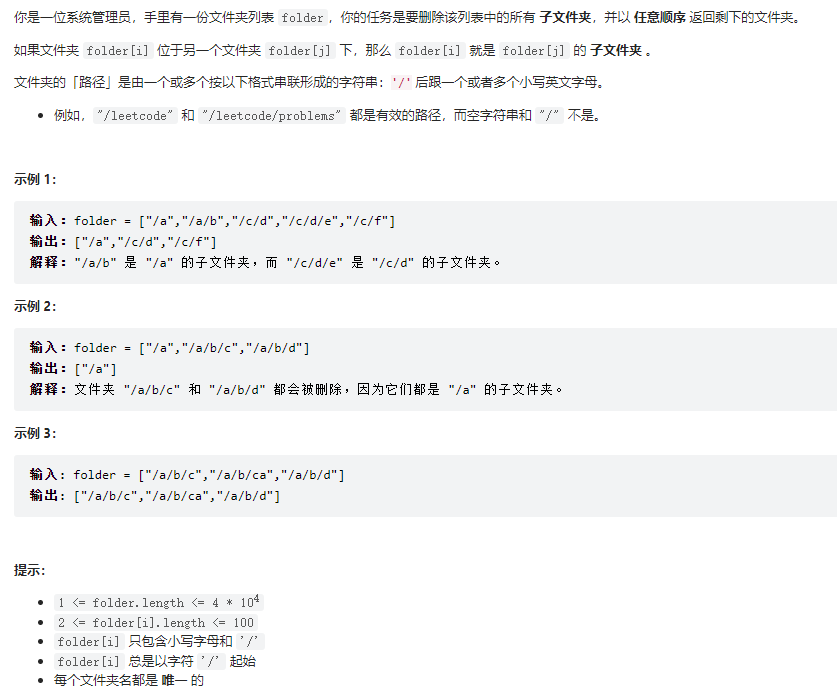 你是一位系统管理员，手里有一份文件夹列表 folder，你的任务是要删除该列表中的所有 子文件夹，并以 任意顺序 返回剩下的文件夹。
如果文件夹 folder[i] 位于另一个文件夹 folder[j] 下，那么 folder[i] 就是 folder[j] 的 子文件夹 。
文件夹的「路径」是由一个或多个按以下格式串联形成的字符串：'/' 后跟一个或者多个小写英文字母。
• 例如，"/leetcode" 和 "/leetcode/problems" 都是有效的路径，而空字符串和 "/" 不是。
示例 1：
输入：folder = ["/a","/a/b","/c/d","/c/d/e","/c/f"]
输出：["/a","/c/d","/c/f"]
解释："/a/b" 是 "/a" 的子文件夹，而 "/c/d/e" 是 "/c/d" 的子文件夹。
示例 2：
输入：folder = ["/a","/a/b/c","/a/b/d"]
输出：["/a"]
解释：文件夹 "/a/b/c" 和 "/a/b/d" 都会被删除，因为它们都是 "/a" 的子文件夹。
示例 3：
输入: folder = ["/a/b/c","/a/b/ca","/a/b/d"]
输出: ["/a/b/c","/a/b/ca","/a/b/d"]
提示：
• 1 <= folder.length <= 4 * 10⁴
• 2 <= folder[i].length <= 100
• folder[i] 只包含小写字母和 '/'
• folder[i] 总是以字符 '/' 起始
• 每个文件夹名都是 唯一 的